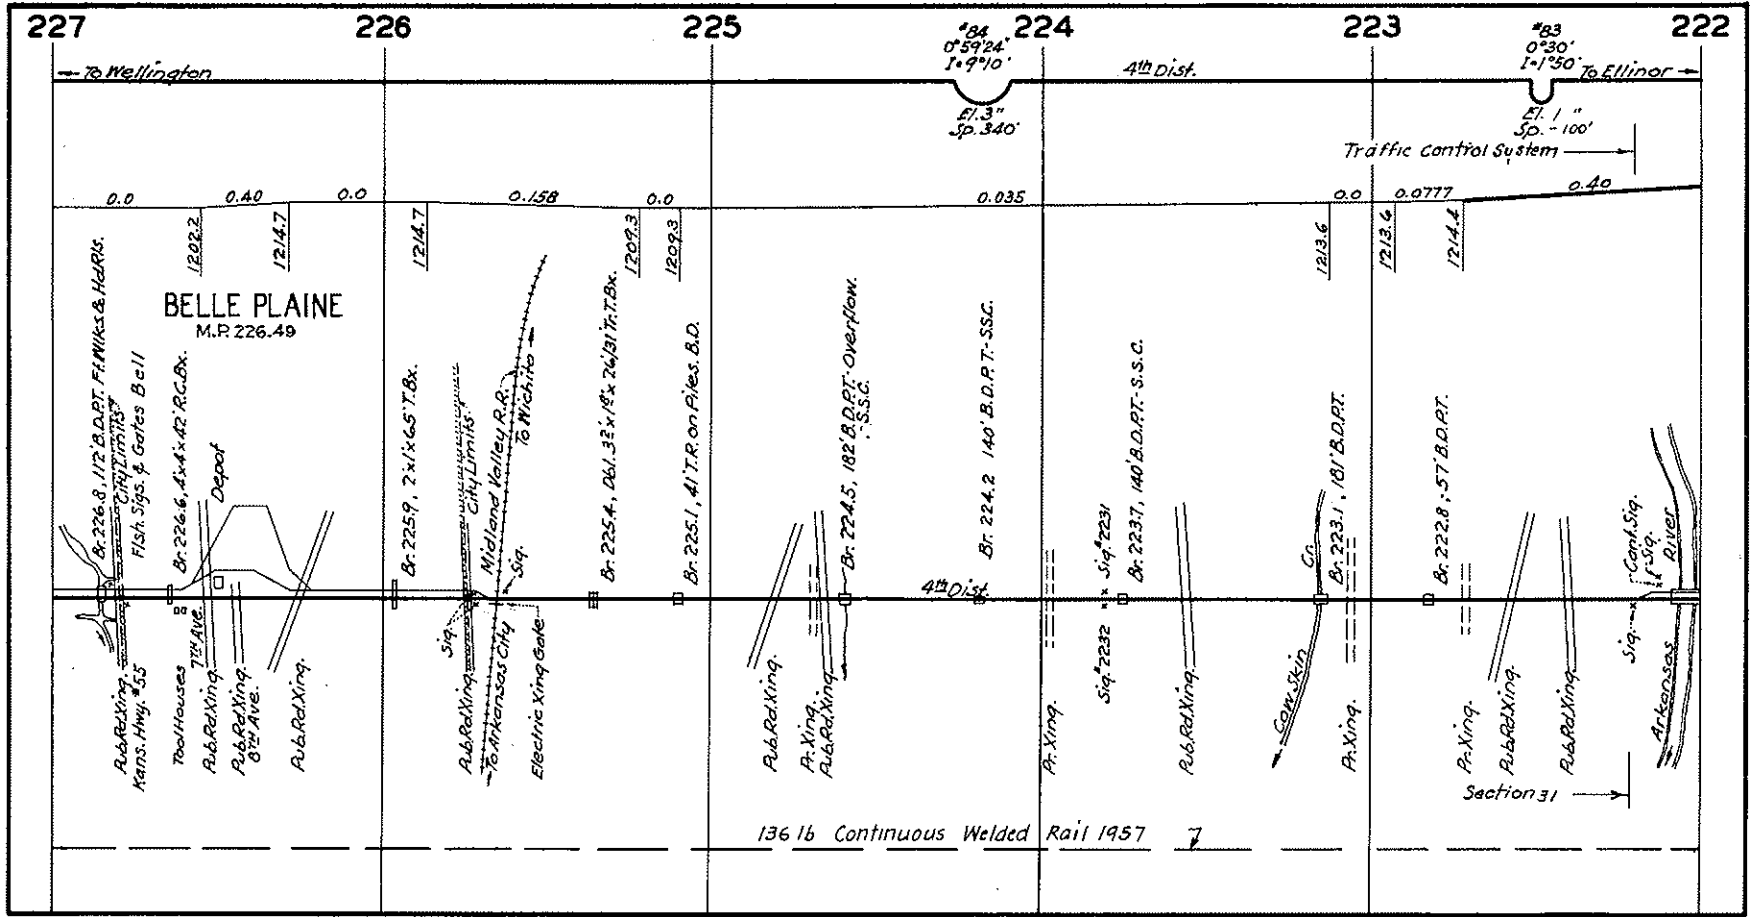 227 226 225 224 223 222
#84
0°59'24"
I=9°10'
#83
0°30'
I=1°50'
← To Wellington
4th Dist.
To Ellinor →
El. 3"
Sp. 340'
El. 1"
Sp. - 100'
Traffic Control System
0.0 0.40 0.0 0.158 0.0 0.035 0.0 0.0777 0.40
1202.2
1214.7
1214.7
1209.3
1209.3
1213.6
1213.6
1214.4
BELLE PLAINE
M.P. 226.49
Br. 226.8, 112' B.D.P.T. Ft. Wlks & Hd Rls.
City Limits
Flsh. Sigs. & Gates Bell
Br. 226.6, 4'x4'x42' R.C.Bx.
Depot
Br. 225.9, 2'x1'x65' T.Bx.
City Limits
Midland Valley R.R.
To Wichita →
Sig.
Br. 225.4, Dbl. 3²'x1⁸'x26'/31' Tr. T. Bx.
Br. 225.1, 41' T.R. on Piles. B.D.
Br. 224.5, 182' B.D.P.T. - Overflow.
S.S.C.
Br. 224.2 140' B.D.P.T. - S.S.C.
Sig. #2231
Br. 223.7, 140' B.D.P.T. - S.S.C.
Cr.
Br. 223.1, 181' B.D.P.T.
Br. 222.8; 57' B.D.P.T.
Cont. Sig.
Sig.
River
4th Dist.
Pub. Rd. Xing.
Kans. Hwy. #55
Tool Houses
7TH Ave.
Pub. Rd. Xing.
Pub. Rd. Xing.
8TH Ave.
Pub. Rd. Xing.
Sig.
Pub. Rd. Xing.
← To Arkansas City
Electric Xing Gate
Pub. Rd. Xing.
Pr. Xing.
Pub. Rd. Xing.
Pr. Xing.
Sig. #2232
Pub. Rd. Xing.
Cow Skin
Pr. Xing.
Pr. Xing.
Pub. Rd. Xing.
Pub. Rd. Xing.
Sig.
Arkansas
Section 31
136 lb Continuous Welded Rail 1957